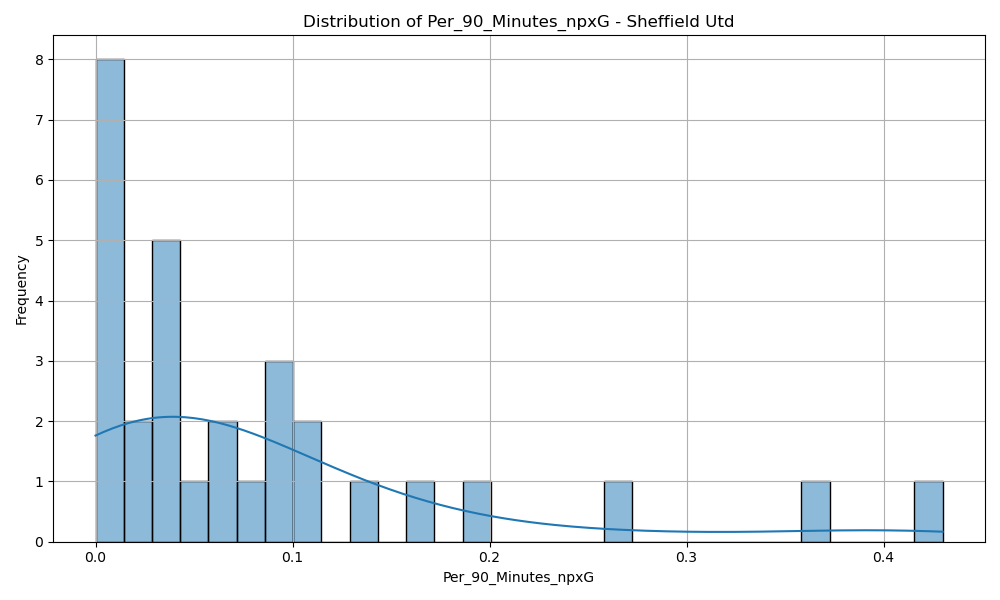 Distribution of Per_90_Minutes_npxG - Sheffield Utd
Frequency
8
7
6
5
4
3
2
1
0
0.0 0.1 0.2 0.3 0.4
Per_90_Minutes_npxG